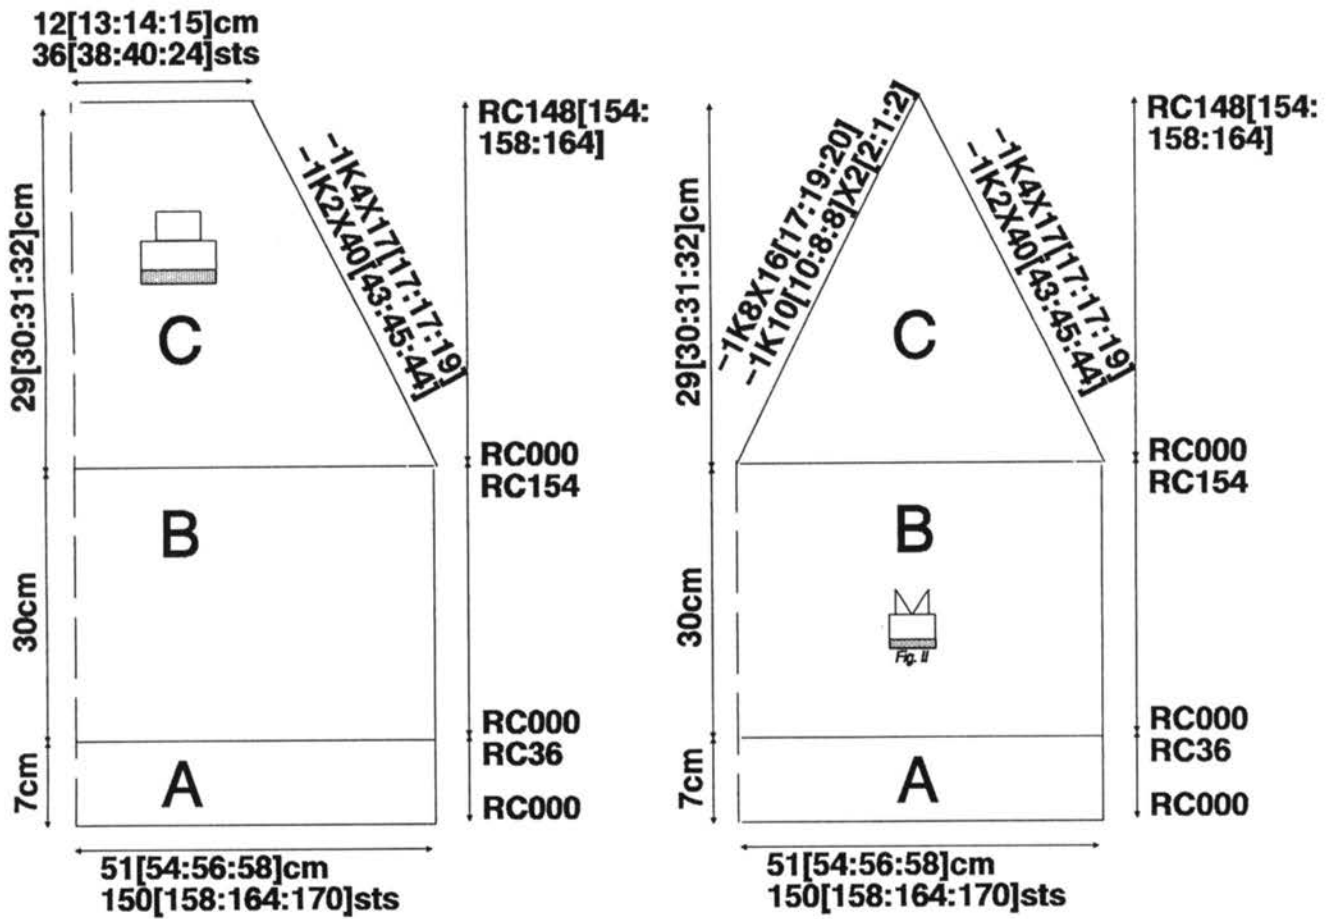 12[13:14:15]cm
36[38:40:24]sts
RC148[154:
158:164]
-1K4X17[17:17:19]
-1K2X40[43:45:44]
29[30:31:32]cm
C
RC000
RC154
B
30cm
RC000
RC36
A
7cm
RC000
51[54:56:58]cm
150[158:164:170]sts
RC148[154:
158:164]
-1K8X16[17:19:20]
-1K10[10:8:8]X2[2:1:2]
-1K4X17[17:17:19]
-1K2X40[43:45:44]
29[30:31:32]cm
C
RC000
RC154
B
30cm
Fig. II
RC000
RC36
A
7cm
RC000
51[54:56:58]cm
150[158:164:170]sts